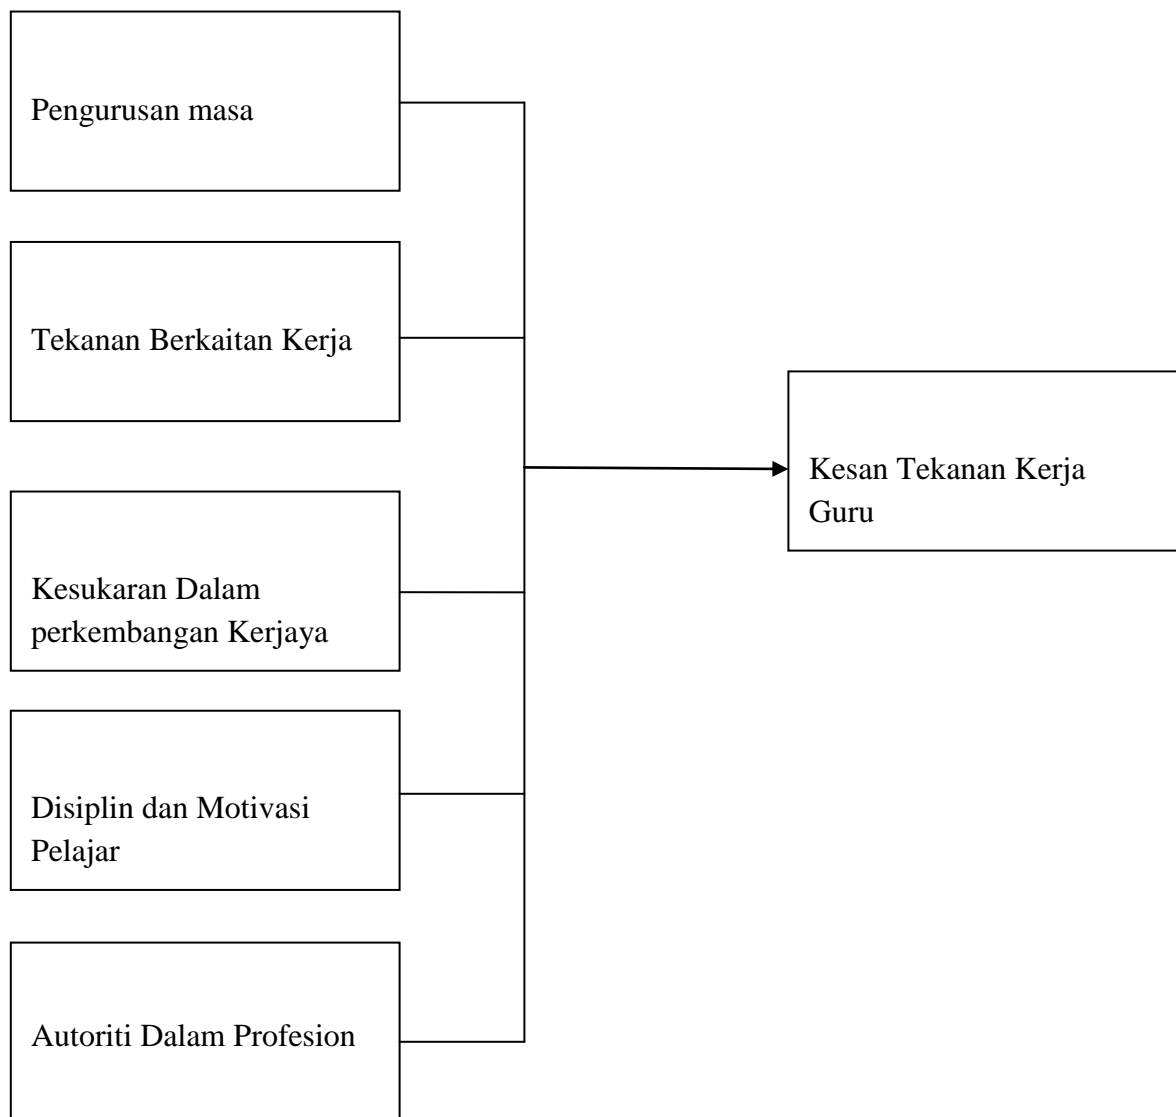 Pengurusan masa
Tekanan Berkaitan Kerja
Kesan Tekanan Kerja
Guru
Kesukaran Dalam
perkembangan Kerjaya
Disiplin dan Motivasi
Pelajar
Autoriti Dalam Profesion